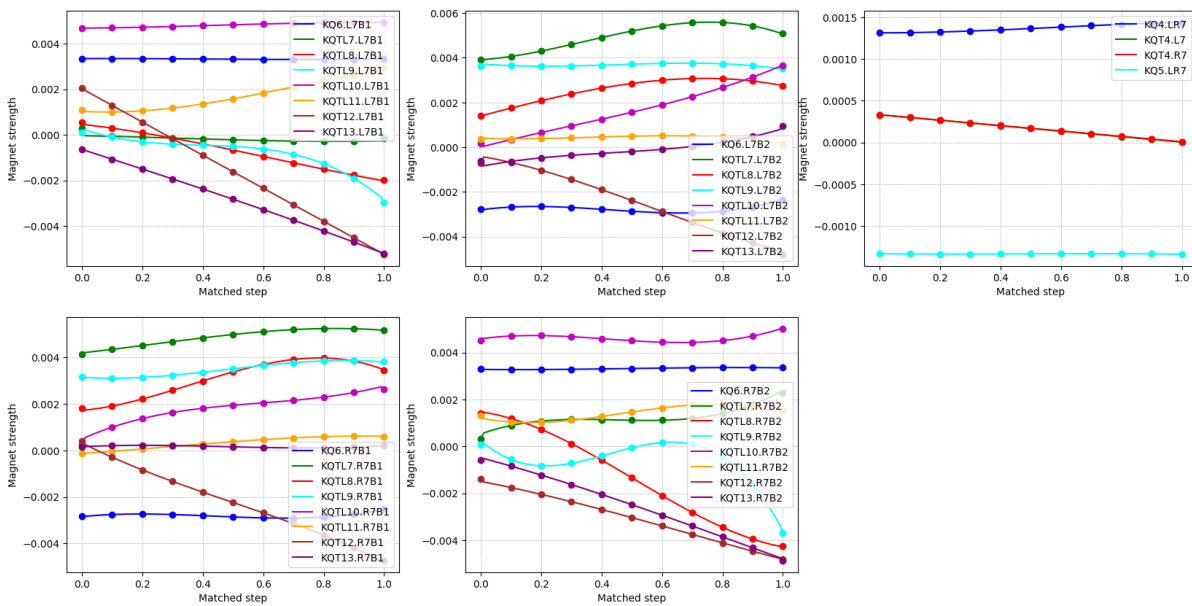 Magnet strength
0.004
0.002
0.000
−0.002
−0.004
0.0
0.2
0.4
0.6
0.8
1.0
Matched step
KQ6.L7B1
KQTL7.L7B1
KQTL8.L7B1
KQTL9.L7B1
KQTL10.L7B1
KQTL11.L7B1
KQT12.L7B1
KQT13.L7B1
Magnet strength
0.006
0.004
0.002
0.000
−0.002
−0.004
0.0
0.2
0.4
0.6
0.8
1.0
Matched step
KQ6.L7B2
KQTL7.L7B2
KQTL8.L7B2
KQTL9.L7B2
KQTL10.L7B2
KQTL11.L7B2
KQT12.L7B2
KQT13.L7B2
Magnet strength
0.0015
0.0010
0.0005
0.0000
−0.0005
−0.0010
0.0
0.2
0.4
0.6
0.8
1.0
Matched step
KQ4.LR7
KQT4.L7
KQT4.R7
KQ5.LR7
Magnet strength
0.004
0.002
0.000
−0.002
−0.004
0.0
0.2
0.4
0.6
0.8
1.0
Matched step
KQ6.R7B1
KQTL7.R7B1
KQTL8.R7B1
KQTL9.R7B1
KQTL10.R7B1
KQTL11.R7B1
KQT12.R7B1
KQT13.R7B1
Magnet strength
0.004
0.002
0.000
−0.002
−0.004
0.0
0.2
0.4
0.6
0.8
1.0
Matched step
KQ6.R7B2
KQTL7.R7B2
KQTL8.R7B2
KQTL9.R7B2
KQTL10.R7B2
KQTL11.R7B2
KQT12.R7B2
KQT13.R7B2